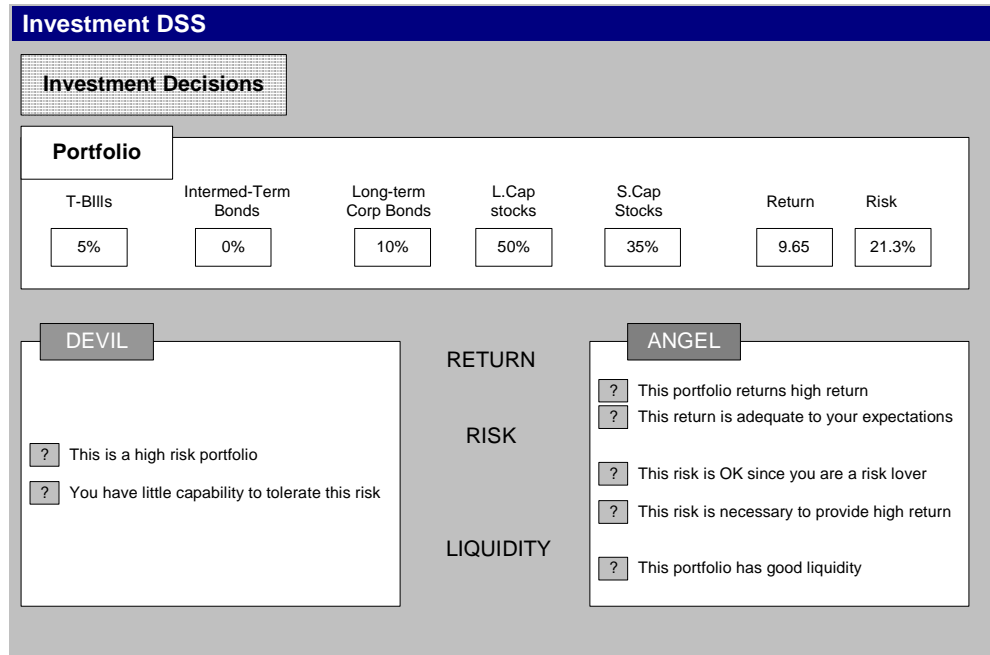 Investment DSS
Investment Decisions
Portfolio
T-BIlls
Intermed-Term
Bonds
Long-term
Corp Bonds
L.Cap
stocks
S.Cap
Stocks
Return
Risk
5%
0%
10%
50%
35%
9.65
21.3%
DEVIL
? This is a high risk portfolio
? You have little capability to tolerate this risk
RETURN
RISK
LIQUIDITY
ANGEL
? This portfolio returns high return
? This return is adequate to your expectations
? This risk is OK since you are a risk lover
? This risk is necessary to provide high return
? This portfolio has good liquidity